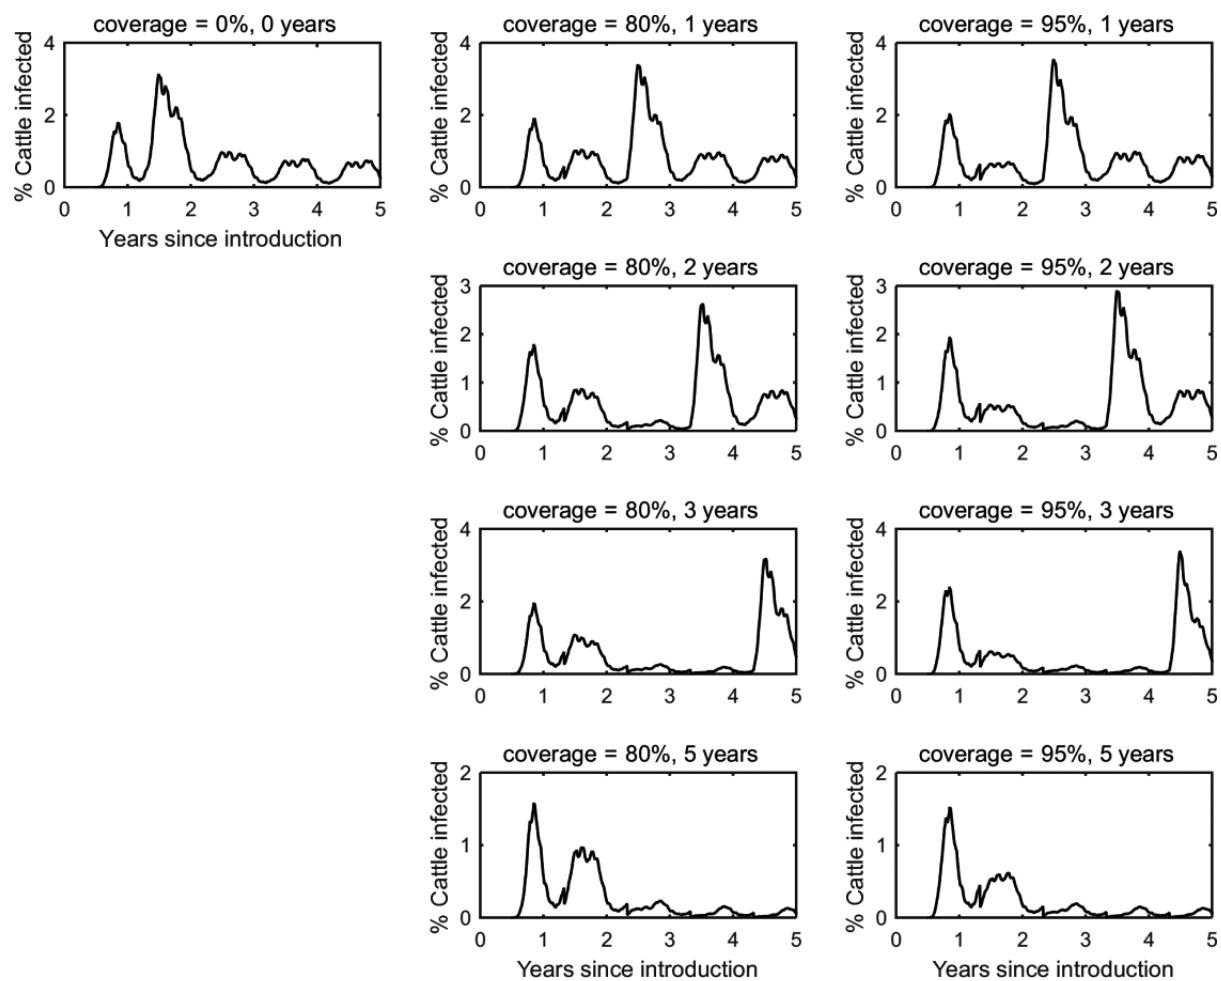 coverage = 0%, 0 years
% Cattle infected
4
2
0
0 1 2 3 4 5
Years since introduction
coverage = 80%, 1 years
% Cattle infected
4
2
0
0 1 2 3 4 5
coverage = 95%, 1 years
% Cattle infected
4
2
0
0 1 2 3 4 5
coverage = 80%, 2 years
% Cattle infected
3
2
1
0
0 1 2 3 4 5
coverage = 95%, 2 years
% Cattle infected
3
2
1
0
0 1 2 3 4 5
coverage = 80%, 3 years
% Cattle infected
4
2
0
0 1 2 3 4 5
coverage = 95%, 3 years
% Cattle infected
4
2
0
0 1 2 3 4 5
coverage = 80%, 5 years
% Cattle infected
2
1
0
0 1 2 3 4 5
Years since introduction
coverage = 95%, 5 years
% Cattle infected
2
1
0
0 1 2 3 4 5
Years since introduction